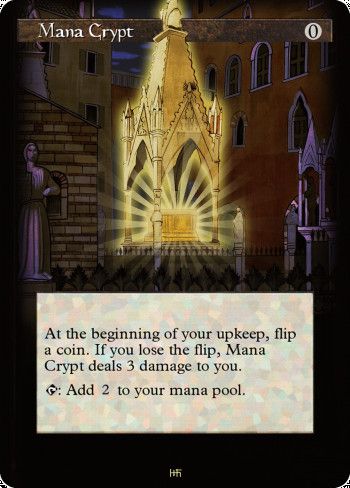 Mana Crypt 0
At the beginning of your upkeep, flip
a coin. If you lose the flip, Mana
Crypt deals 3 damage to you.
: Add 2 to your mana pool.